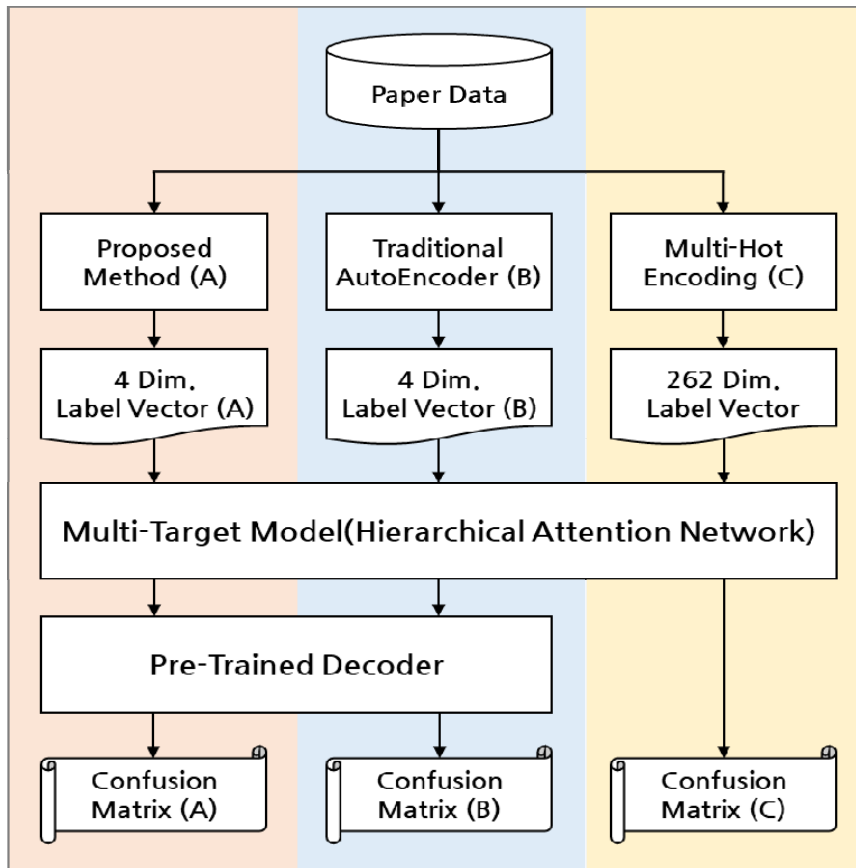 Paper Data
Proposed
Method (A)
Traditional
AutoEncoder (B)
Multi-Hot
Encoding (C)
4 Dim.
Label Vector (A)
4 Dim.
Label Vector (B)
262 Dim.
Label Vector
Multi-Target Model(Hierarchical Attention Network)
Pre-Trained Decoder
Confusion
Matrix (A)
Confusion
Matrix (B)
Confusion
Matrix (C)